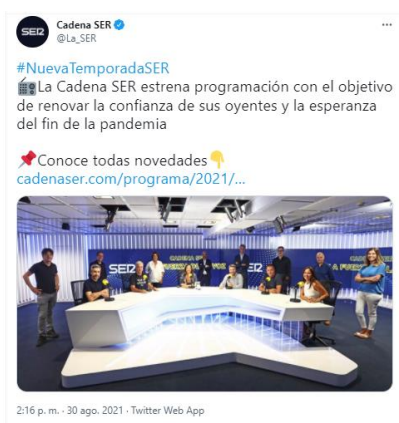 SER
Cadena SER
@La_SER
#NuevaTemporadaSER
La Cadena SER estrena programación con el objetivo
de renovar la confianza de sus oyentes y la esperanza
del fin de la pandemia
Conoce todas novedades
cadenaser.com/programa/2021/...
SER
SER
2:16 p. m. · 30 ago. 2021 · Twitter Web App